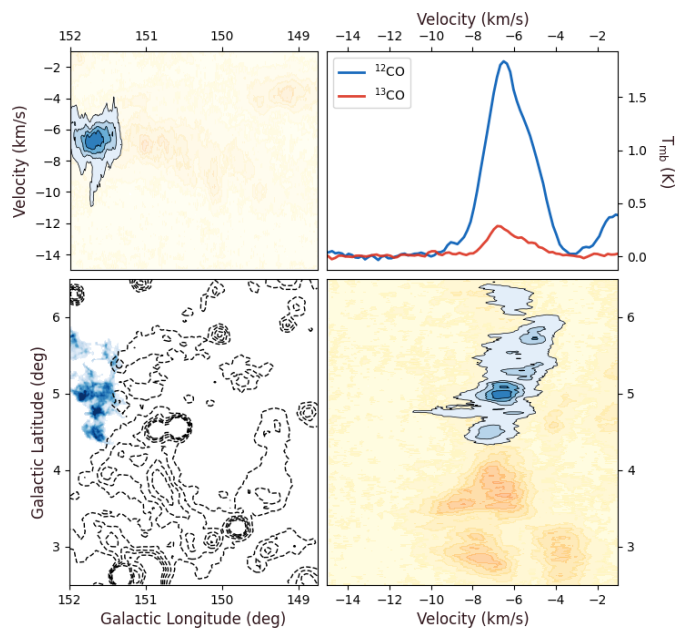 Velocity (km/s)
152 151 150 149
−14 −12 −10 −8 −6 −4 −2
−2
−4
−6
−8
−10
−12
−14
Velocity (km/s)
¹²CO
¹³CO
1.5
1.0
0.5
0.0
Tmb (K)
6
5
4
3
Galactic Latitude (deg)
6
5
4
3
152 151 150 149
−14 −12 −10 −8 −6 −4 −2
Galactic Longitude (deg)
Velocity (km/s)